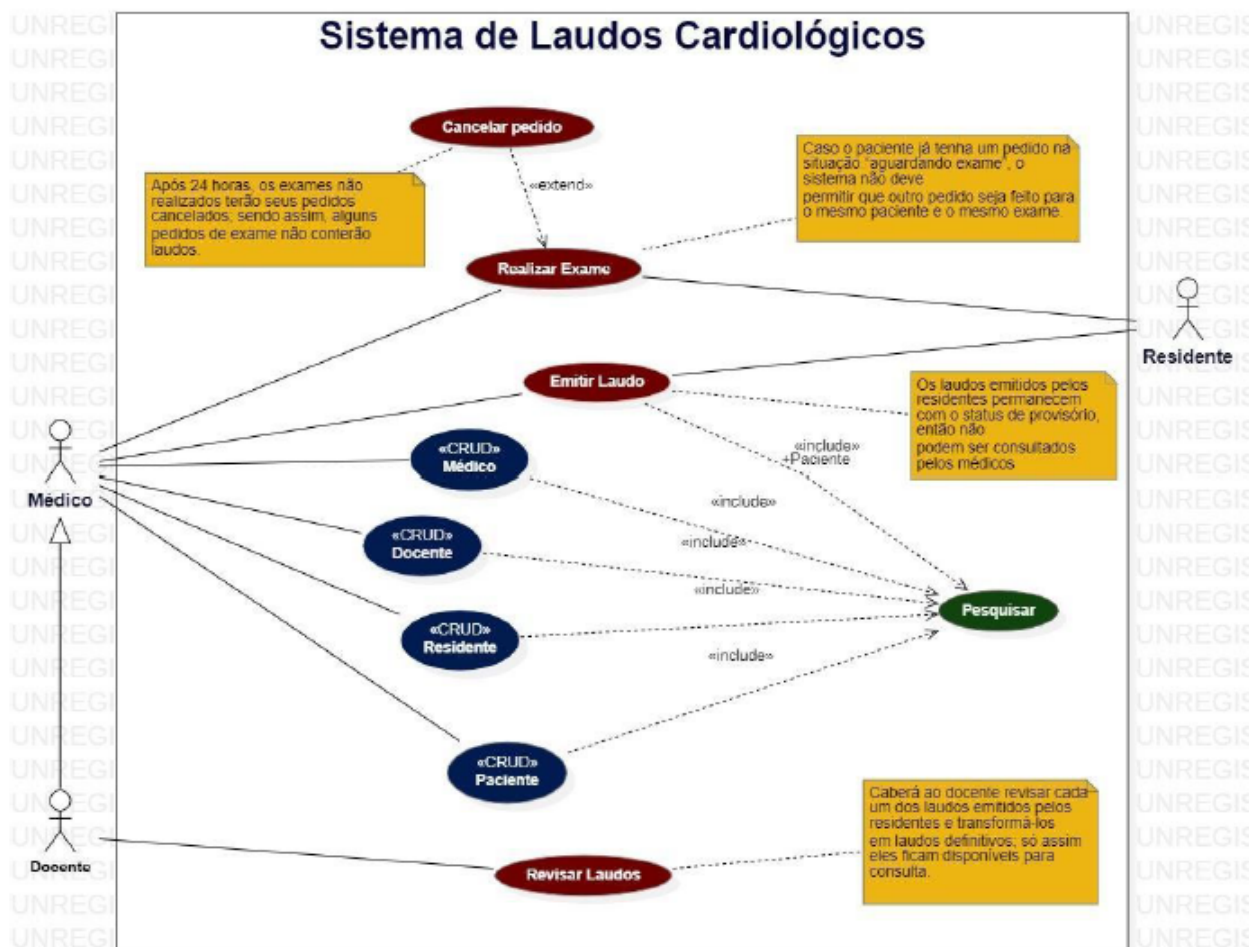 Sistema de Laudos Cardiológicos
Cancelar pedido
Após 24 horas, os exames não
realizados terão seus pedidos
cancelados; sendo assim, alguns
pedidos de exame não conterão
laudos.
«extend»
Caso o paciente já tenha um pedido na
situação "aguardando exame", o
sistema não deve
permitir que outro pedido seja feito para
o mesmo paciente e o mesmo exame.
Realizar Exame
Residente
Emitir Laudo
Os laudos emitidos pelos
residentes permanecem
com o status de provisório,
então não
podem ser consultados
pelos médicos
«include»
+Paciente
Médico
«CRUD»
Médico
«include»
«CRUD»
Docente
«include»
«CRUD»
Residente
«include»
Pesquisar
«include»
«CRUD»
Paciente
Docente
Revisar Laudos
Caberá ao docente revisar cada
um dos laudos emitidos pelos
residentes e transformá-los
em laudos definitivos; só assim
eles ficam disponíveis para
consulta.